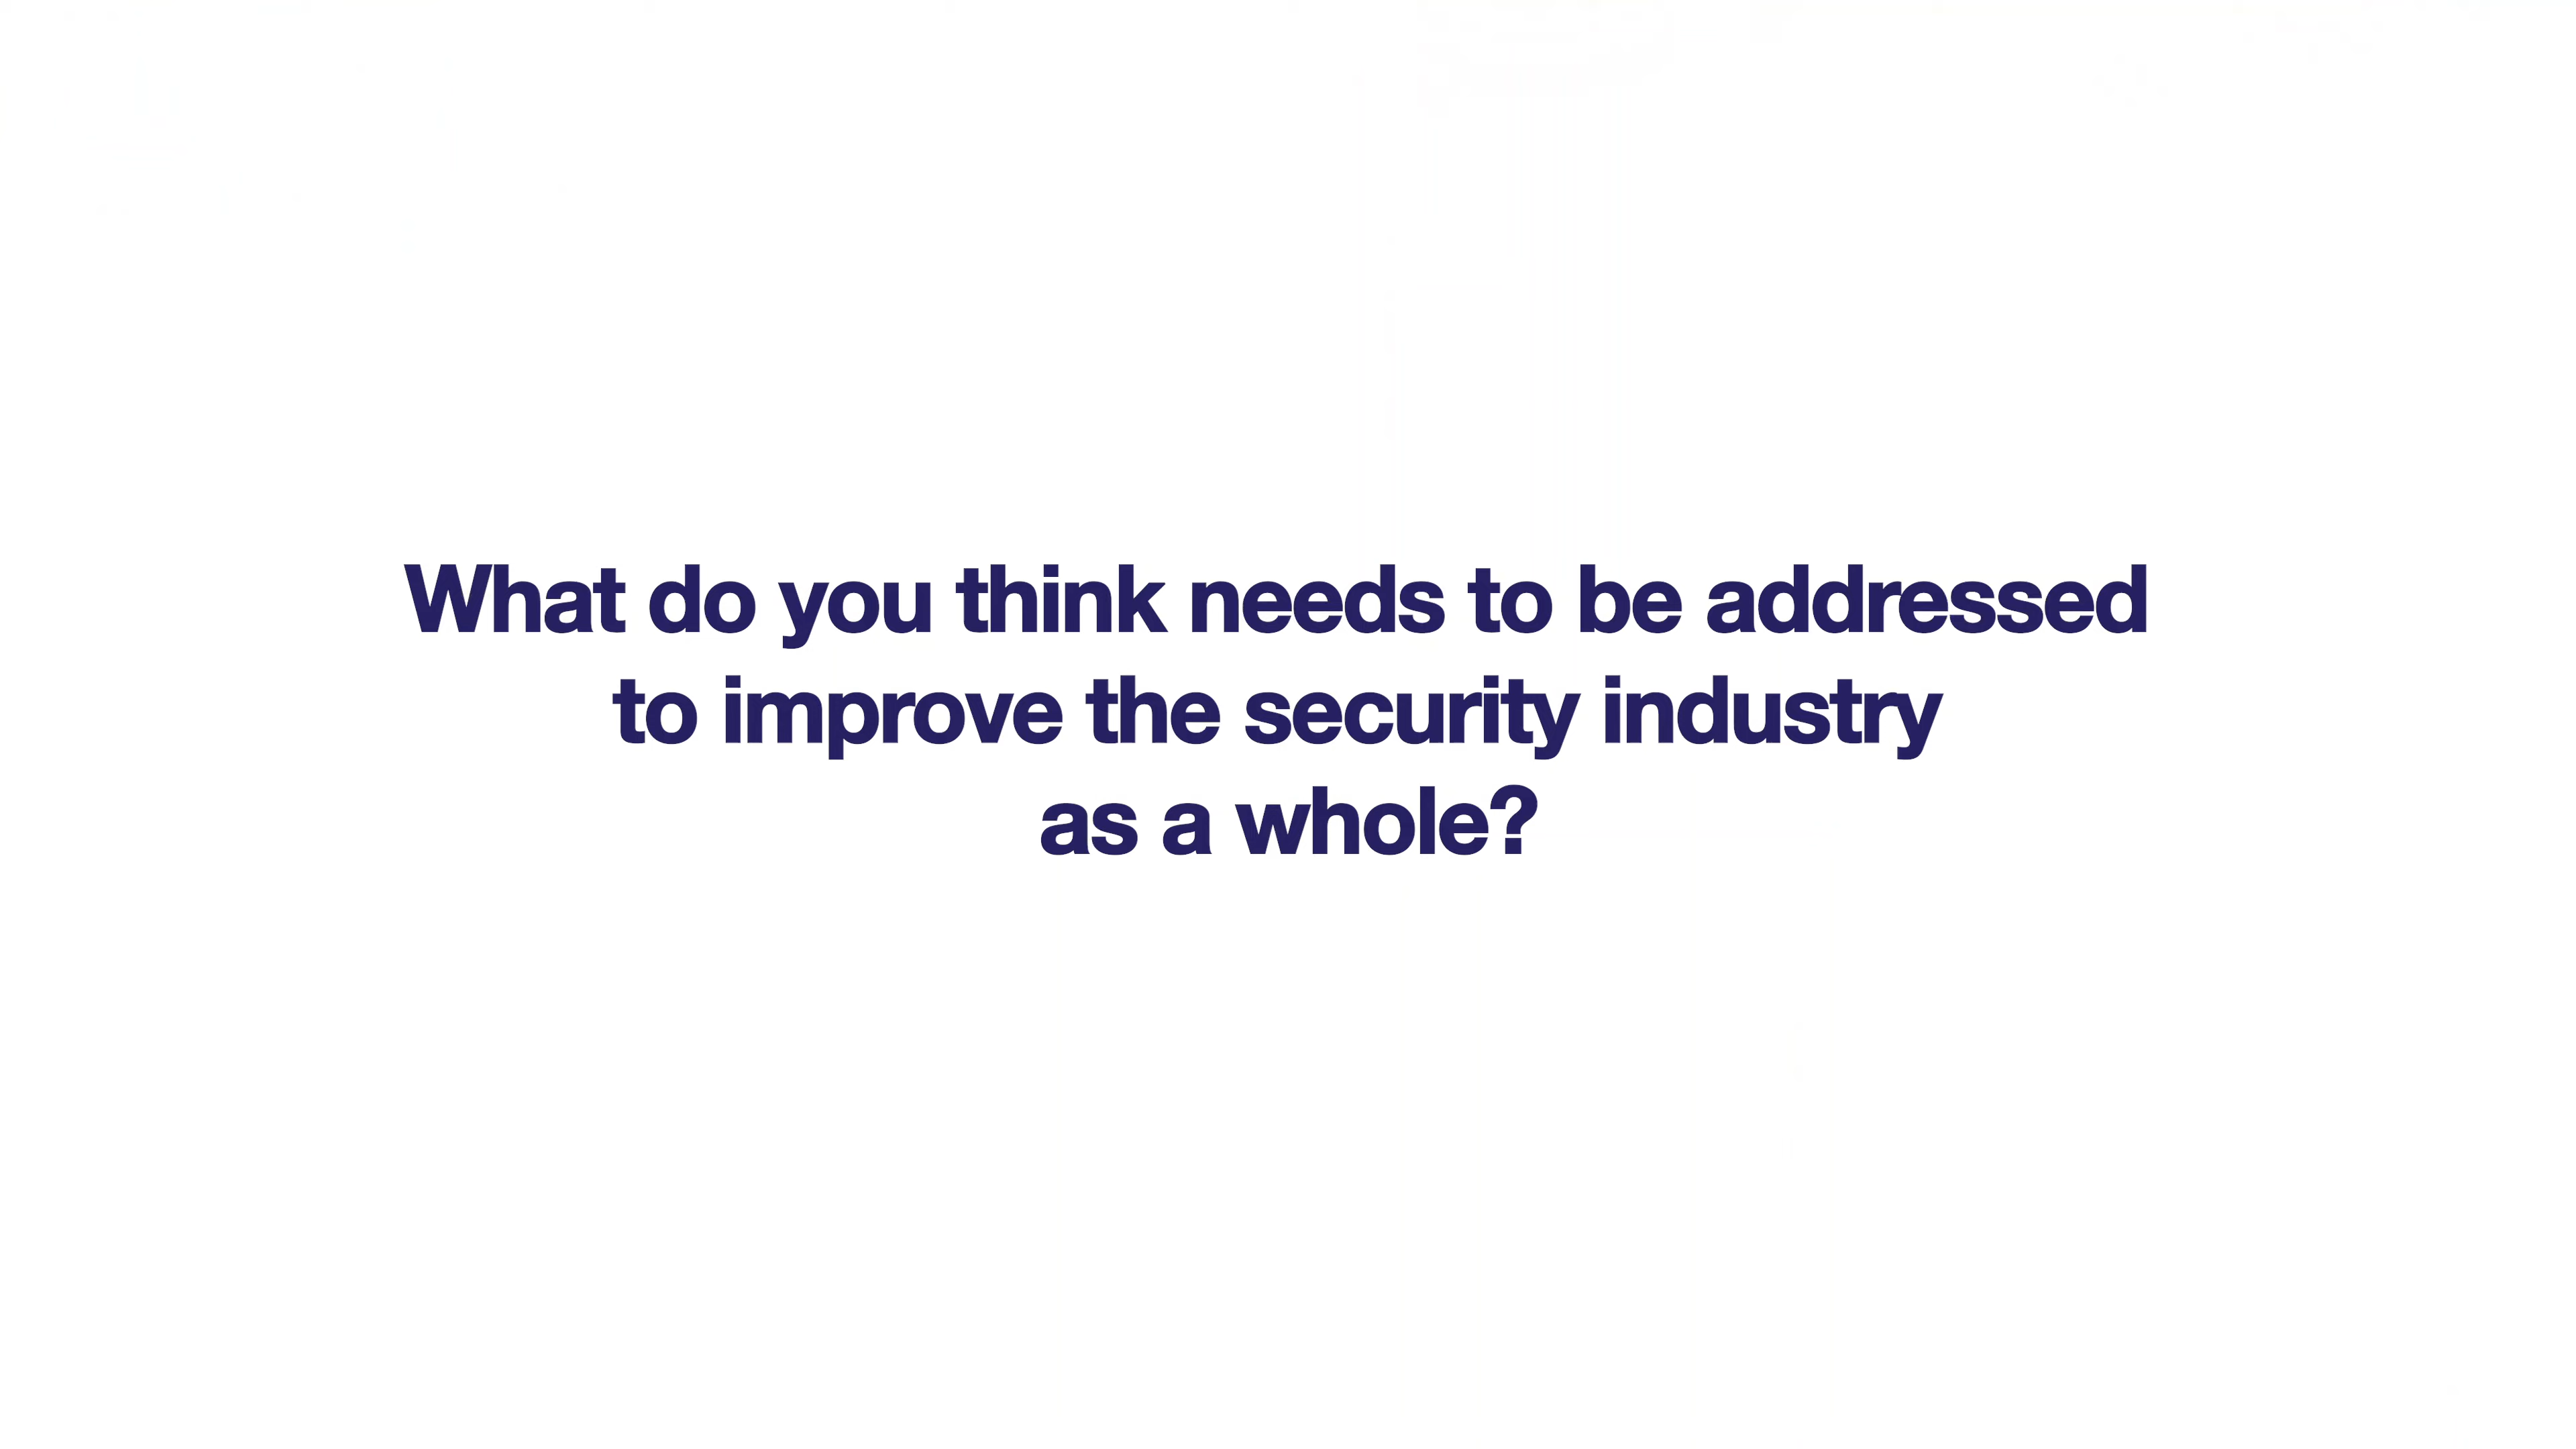 What do you think needs to be addressed
to improve the security industry
as a whole?